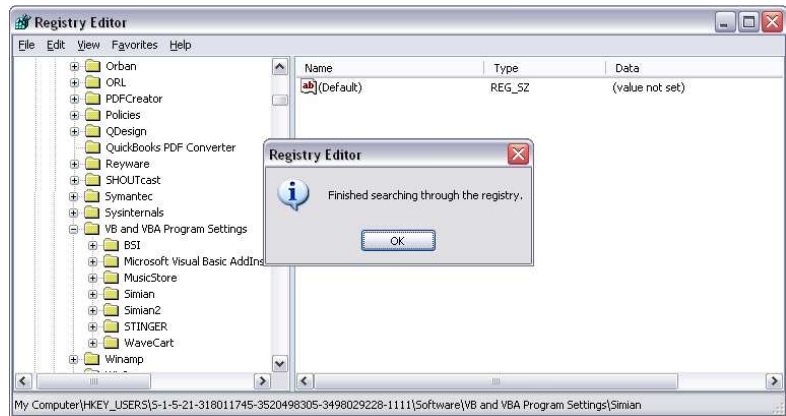 Registry Editor
File Edit View Favorites Help
Orban
ORL
PDFCreator
Policies
QDesign
QuickBooks PDF Converter
Reyware
SHOUTcast
Symantec
Sysinternals
VB and VBA Program Settings
BSI
Microsoft Visual Basic AddIns
MusicStore
Simian
Simian2
STINGER
WaveCart
Winamp
Name Type Data
ab (Default) REG_SZ (value not set)
Registry Editor
Finished searching through the registry.
OK
My Computer\HKEY_USERS\S-1-5-21-318011745-3520498305-3498029228-1111\Software\VB and VBA Program Settings\Simian